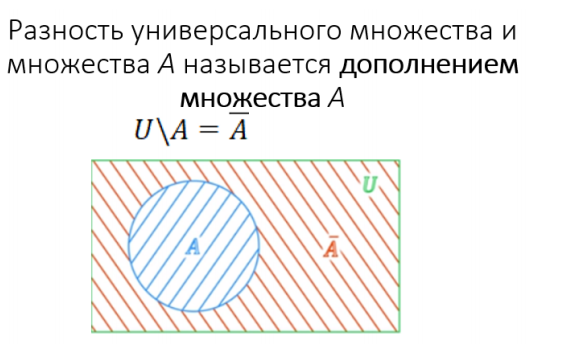 Разность универсального множества и
множества A называется дополнением
множества A
U\A = A̅
U
A
A̅